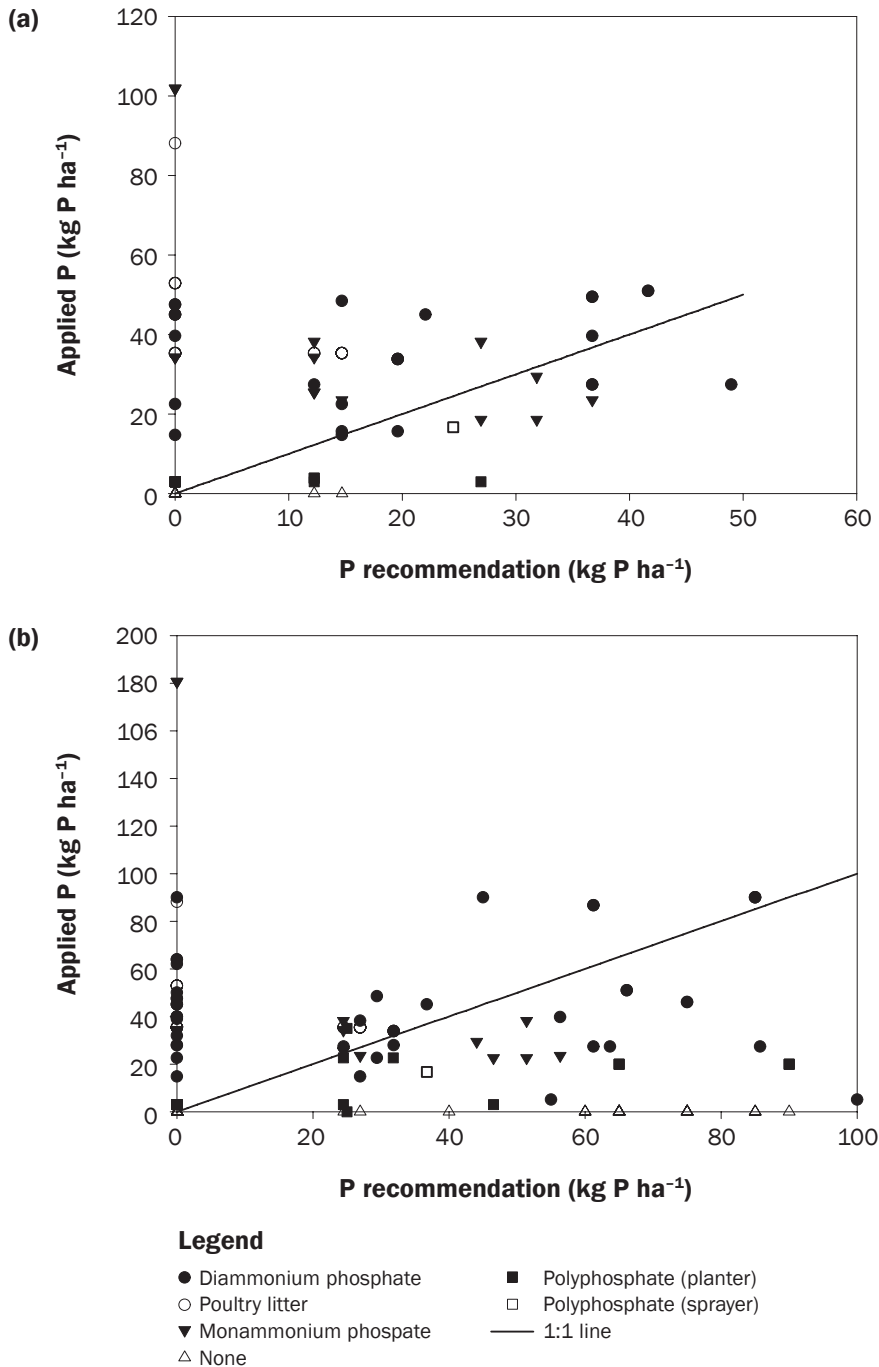 (a)
120
100
80
60
40
20
0
Applied P (kg P ha⁻¹)
0 10 20 30 40 50 60
P recommendation (kg P ha⁻¹)
(b)
200
180
106
140
120
100
80
60
40
20
0
Applied P (kg P ha⁻¹)
0 20 40 60 80 100
P recommendation (kg P ha⁻¹)
Legend
Diammonium phosphate
Poultry litter
Monammonium phospate
None
Polyphosphate (planter)
Polyphosphate (sprayer)
1:1 line